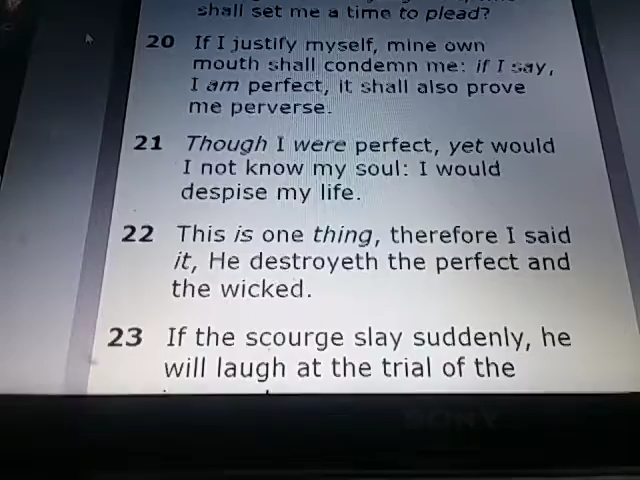 shall set me a time to plead?
20 If I justify myself, mine own
mouth shall condemn me: if I say,
I am perfect, it shall also prove
me perverse.
21 Though I were perfect, yet would
I not know my soul: I would
despise my life.
22 This is one thing, therefore I said
it, He destroyeth the perfect and
the wicked.
23 If the scourge slay suddenly, he
will laugh at the trial of the
SONY